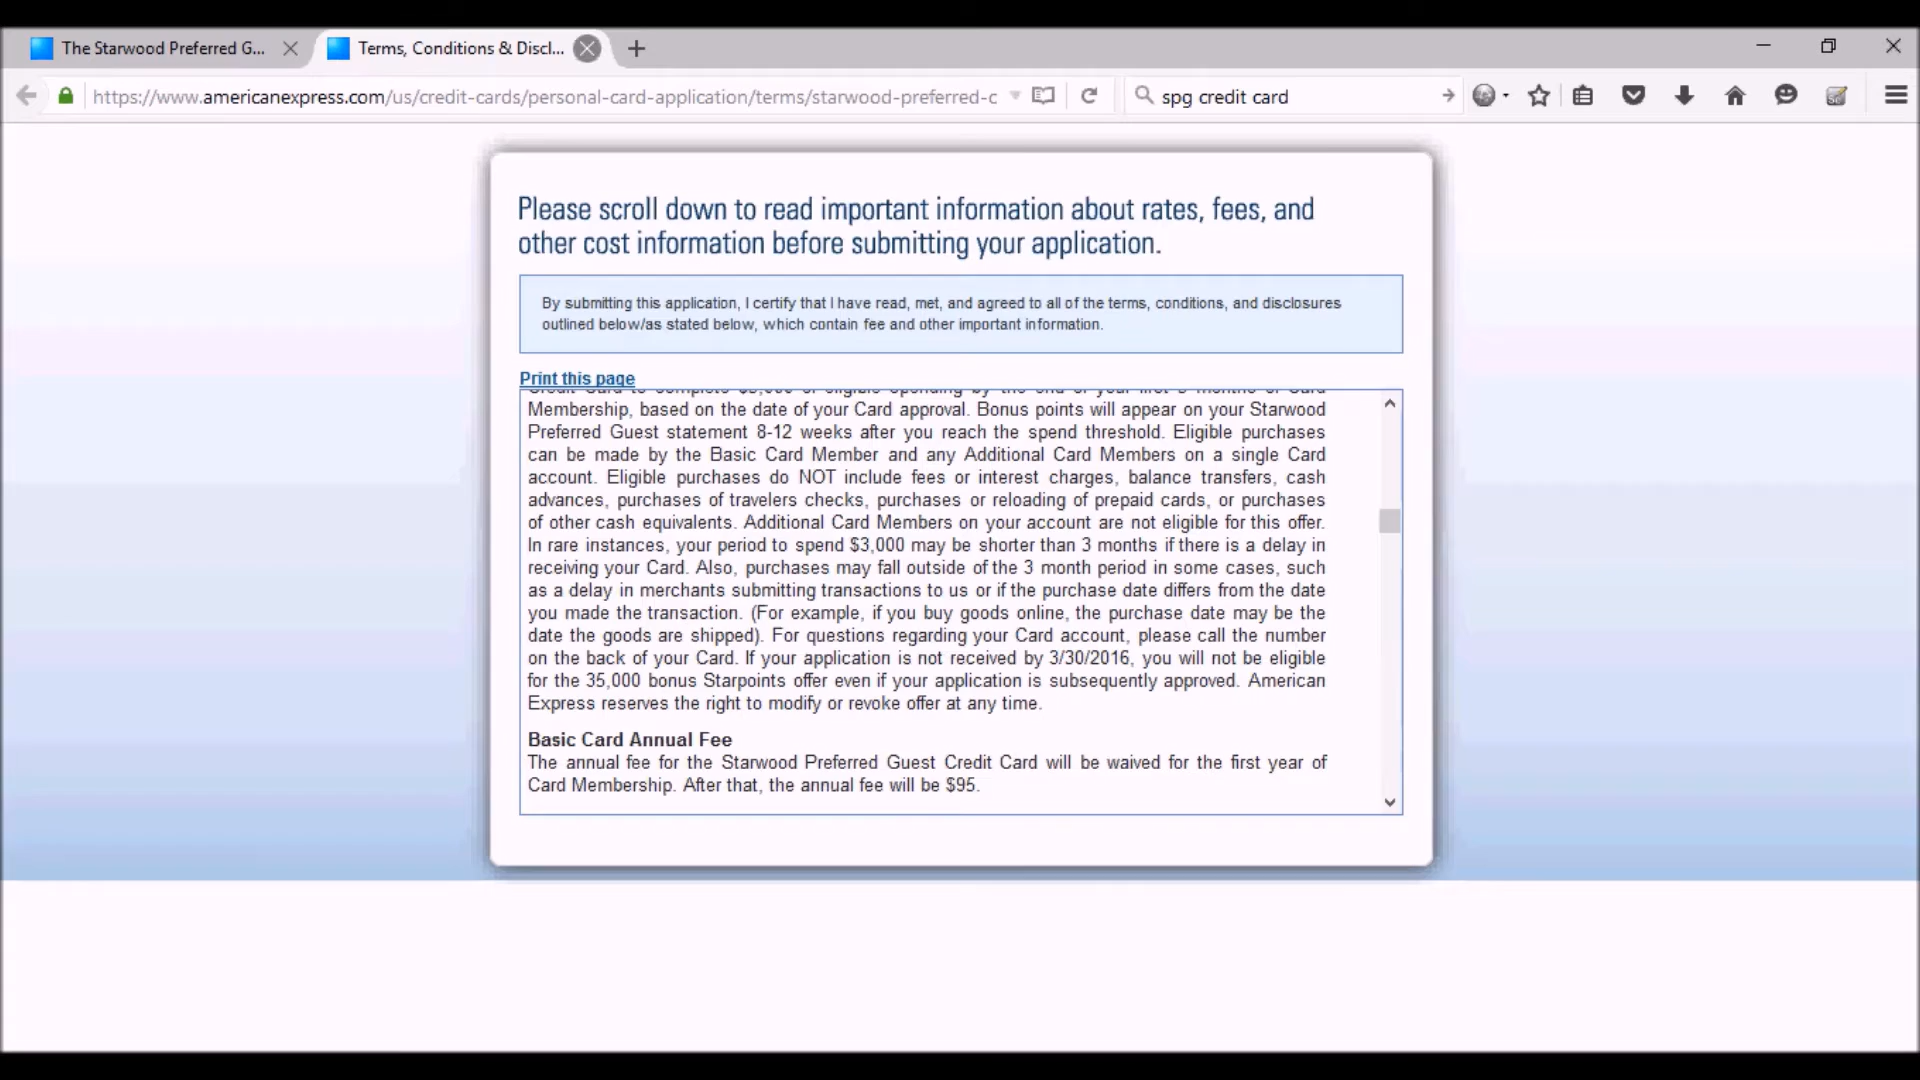 The Starwood Preferred G...
Terms, Conditions & Discl...
https://www.americanexpress.com/us/credit-cards/personal-card-application/terms/starwood-preferred-c
spg credit card
Please scroll down to read important information about rates, fees, and
other cost information before submitting your application.
By submitting this application, I certify that I have read, met, and agreed to all of the terms, conditions, and disclosures
outlined below/as stated below, which contain fee and other important information.
Print this page
Membership, based on the date of your Card approval. Bonus points will appear on your Starwood
Preferred Guest statement 8-12 weeks after you reach the spend threshold. Eligible purchases
can be made by the Basic Card Member and any Additional Card Members on a single Card
account. Eligible purchases do NOT include fees or interest charges, balance transfers, cash
advances, purchases of travelers checks, purchases or reloading of prepaid cards, or purchases
of other cash equivalents. Additional Card Members on your account are not eligible for this offer.
In rare instances, your period to spend $3,000 may be shorter than 3 months if there is a delay in
receiving your Card. Also, purchases may fall outside of the 3 month period in some cases, such
as a delay in merchants submitting transactions to us or if the purchase date differs from the date
you made the transaction. (For example, if you buy goods online, the purchase date may be the
date the goods are shipped). For questions regarding your Card account, please call the number
on the back of your Card. If your application is not received by 3/30/2016, you will not be eligible
for the 35,000 bonus Starpoints offer even if your application is subsequently approved. American
Express reserves the right to modify or revoke offer at any time.
Basic Card Annual Fee
The annual fee for the Starwood Preferred Guest Credit Card will be waived for the first year of
Card Membership. After that, the annual fee will be $95.